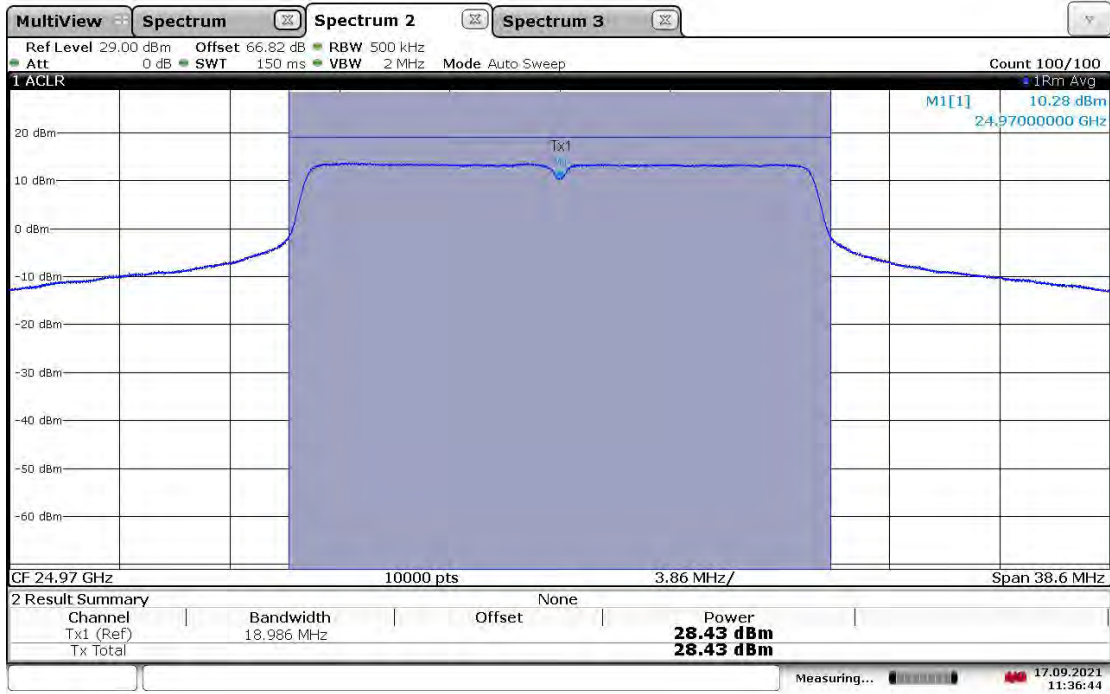 MultiView Spectrum Spectrum 2 Spectrum 3
Ref Level 29.00 dBm Offset 66.82 dB RBW 500 kHz
Att 0 dB SWT 150 ms VBW 2 MHz Mode Auto Sweep Count 100/100
1 ACLR 1Rm Avg
M1[1] 10.28 dBm
24.97000000 GHz
20 dBm
Tx1
M1
10 dBm
0 dBm
-10 dBm
-20 dBm
-30 dBm
-40 dBm
-50 dBm
-60 dBm
CF 24.97 GHz 10000 pts 3.86 MHz/ Span 38.6 MHz
2 Result Summary None
Channel Bandwidth Offset Power
Tx1 (Ref) 18.986 MHz 28.43 dBm
Tx Total 28.43 dBm
Measuring... 17.09.2021
11:36:44